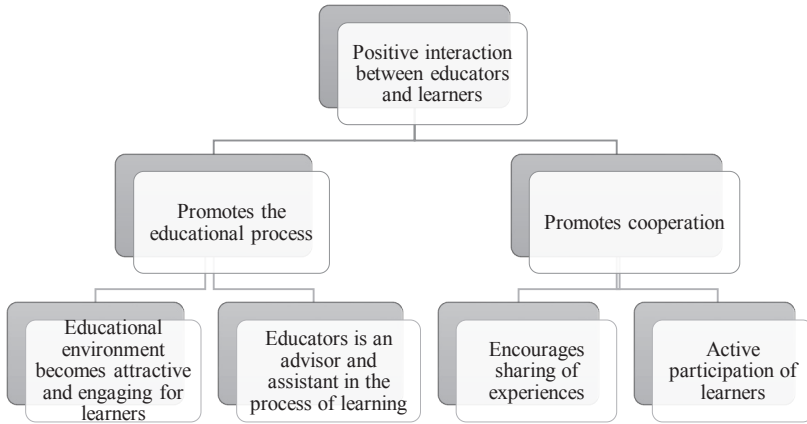 Positive interaction
between educators
and learners
Promotes the
educational process
Promotes cooperation
Educational
environment
becomes attractive
and engaging for
learners
Educators is an
advisor and
assistant in the
process of learning
Encourages
sharing of
experiences
Active
participation of
learners